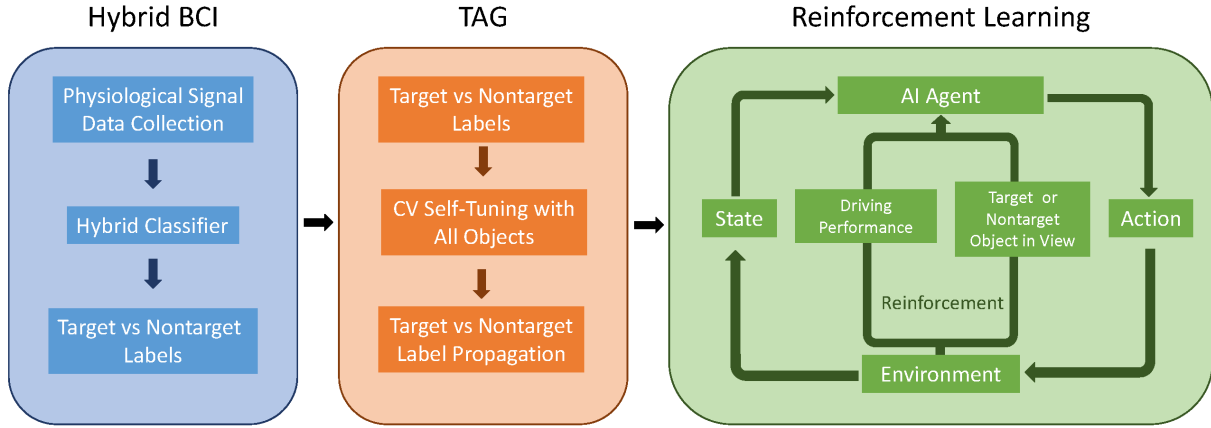 Hybrid BCI
Physiological Signal
Data Collection
Hybrid Classifier
Target vs Nontarget
Labels
TAG
Target vs Nontarget
Labels
CV Self-Tuning with
All Objects
Target vs Nontarget
Label Propagation
Reinforcement Learning
AI Agent
State
Driving
Performance
Target or
Nontarget
Object in View
Action
Reinforcement
Environment